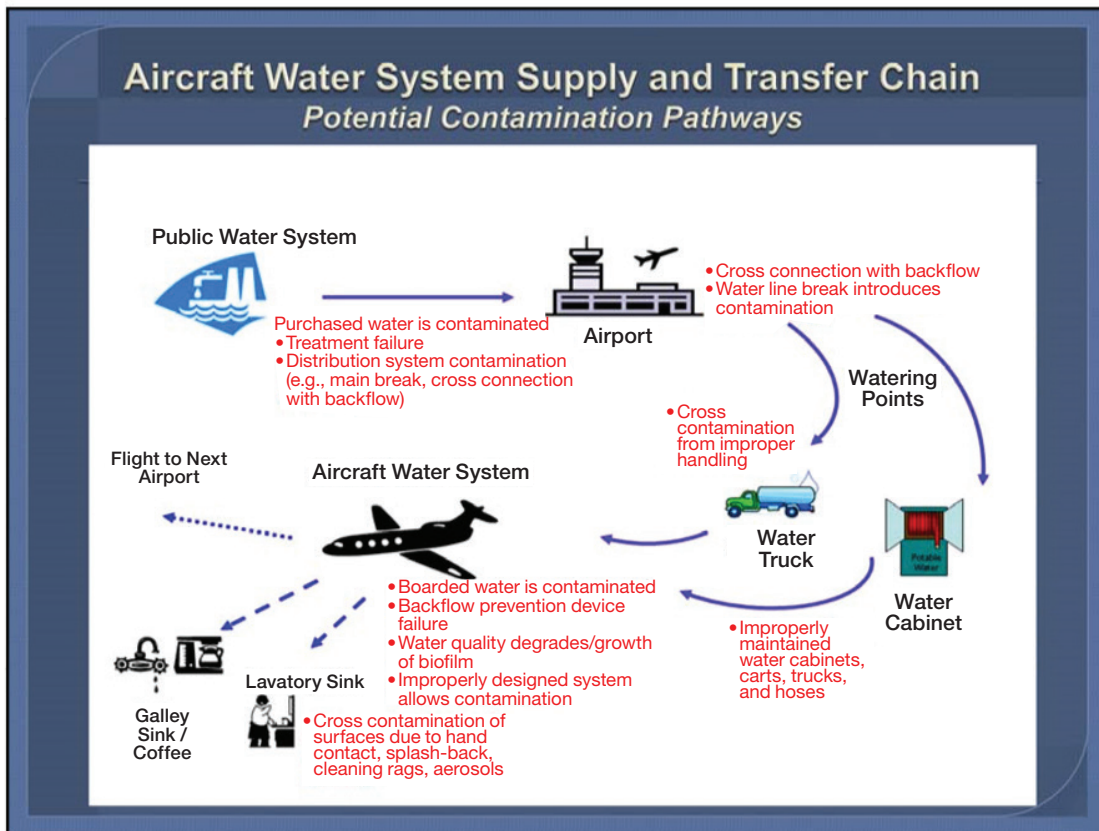 Aircraft Water System Supply and Transfer Chain
Potential Contamination Pathways
Public Water System
Purchased water is contaminated
• Treatment failure
• Distribution system contamination
(e.g., main break, cross connection
with backflow)
Airport
• Cross connection with backflow
• Water line break introduces
contamination
Watering
Points
• Cross
contamination
from improper
handling
Water
Truck
Potable
Water
Water
Cabinet
• Improperly
maintained
water cabinets,
carts, trucks,
and hoses
Aircraft Water System
• Boarded water is contaminated
• Backflow prevention device
failure
• Water quality degrades/growth
of biofilm
• Improperly designed system
allows contamination
Flight to Next
Airport
Galley
Sink /
Coffee
Lavatory Sink
• Cross contamination of
surfaces due to hand
contact, splash-back,
cleaning rags, aerosols